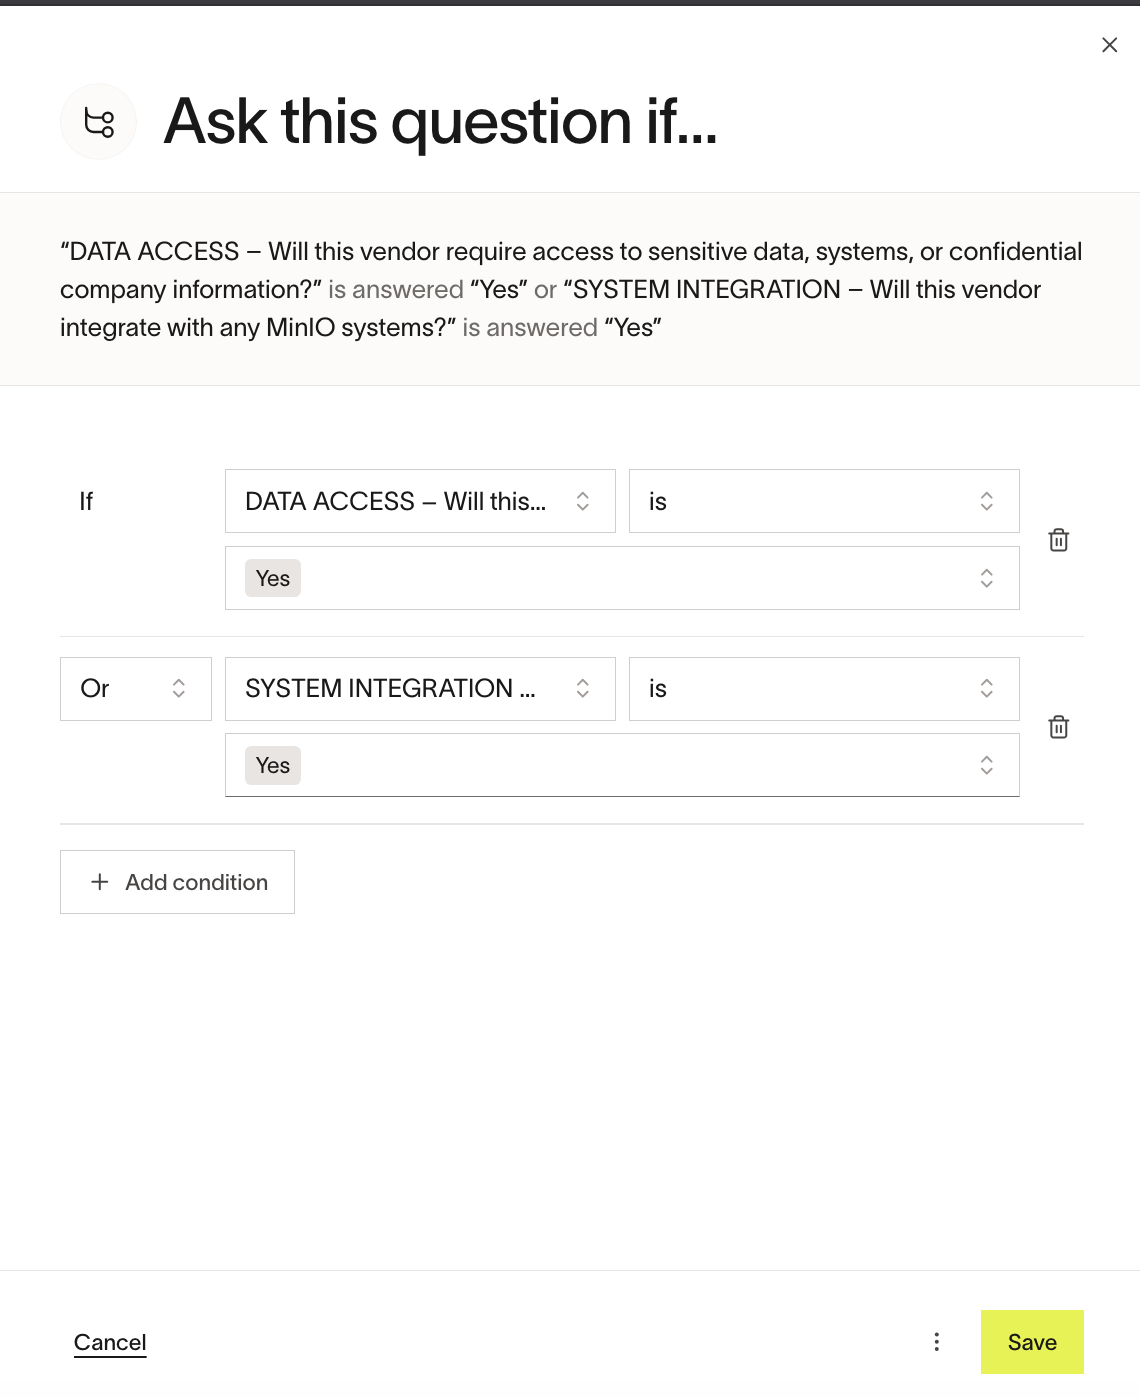 Ask this question if...
“DATA ACCESS – Will this vendor require access to sensitive data, systems, or confidential
company information?” is answered “Yes” or “SYSTEM INTEGRATION – Will this vendor
integrate with any MinIO systems?” is answered “Yes”
If
DATA ACCESS – Will this...
is
Yes
Or
SYSTEM INTEGRATION ...
is
Yes
Add condition
Cancel
Save